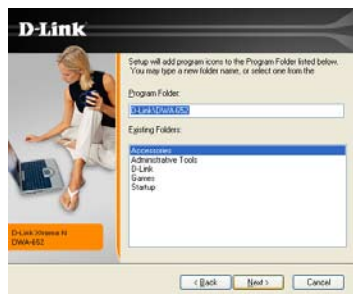 D-Link
Setup will add program icons to the Program Folder listed below.
You may type a new folder name, or select one from the
Program Folder:
D-Link\DWA-652
Existing Folders:
Accessories
Administrative Tools
D-Link
Games
Startup
D-Link Xtreme N
DWA-652
< Back
Next >
Cancel